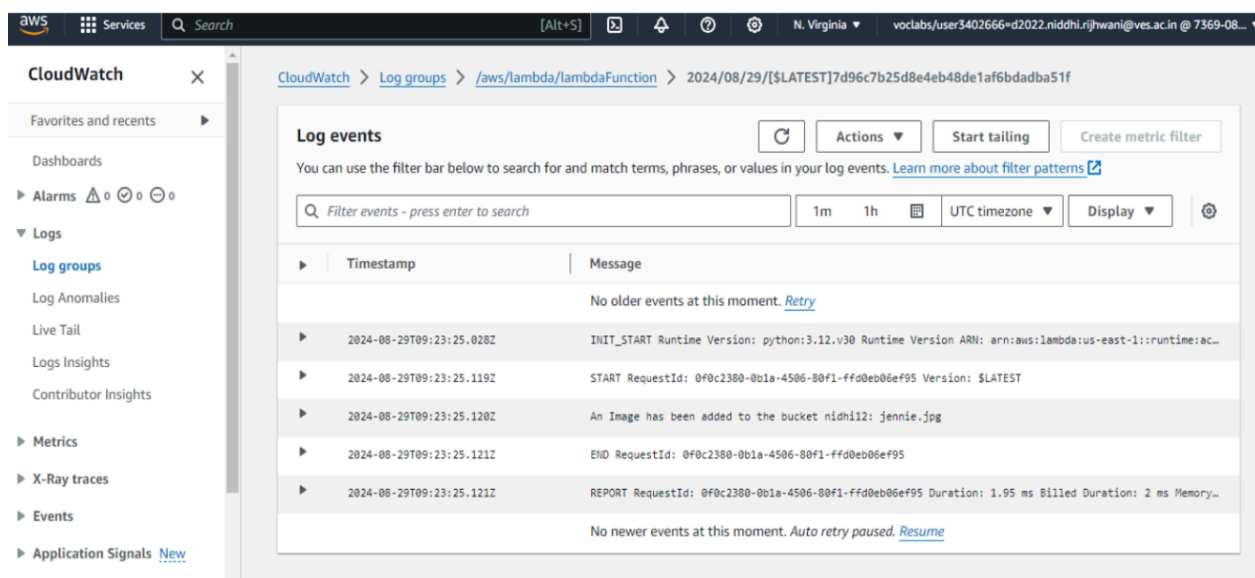 aws
Services
Search
[Alt+S]
N. Virginia
voclabs/user3402666=d2022.niddhi.rijhwani@ves.ac.in @ 7369-08...
CloudWatch
Favorites and recents
Dashboards
Alarms 0 0 0
Logs
Log groups
Log Anomalies
Live Tail
Logs Insights
Contributor Insights
Metrics
X-Ray traces
Events
Application Signals New
CloudWatch > Log groups > /aws/lambda/lambdaFunction > 2024/08/29/[$LATEST]7d96c7b25d8e4eb48de1af6bdadba51f
Log events
Actions
Start tailing
Create metric filter
You can use the filter bar below to search for and match terms, phrases, or values in your log events. Learn more about filter patterns
Filter events - press enter to search
1m 1h
UTC timezone
Display
Timestamp Message
No older events at this moment. Retry
2024-08-29T09:23:25.028Z INIT_START Runtime Version: python:3.12.v30 Runtime Version ARN: arn:aws:lambda:us-east-1::runtime:ac…
2024-08-29T09:23:25.119Z START RequestId: 0f0c2380-0b1a-4506-80f1-ffd0eb06ef95 Version: $LATEST
2024-08-29T09:23:25.120Z An Image has been added to the bucket nidhi12: jennie.jpg
2024-08-29T09:23:25.121Z END RequestId: 0f0c2380-0b1a-4506-80f1-ffd0eb06ef95
2024-08-29T09:23:25.121Z REPORT RequestId: 0f0c2380-0b1a-4506-80f1-ffd0eb06ef95 Duration: 1.95 ms Billed Duration: 2 ms Memory…
No newer events at this moment. Auto retry paused. Resume